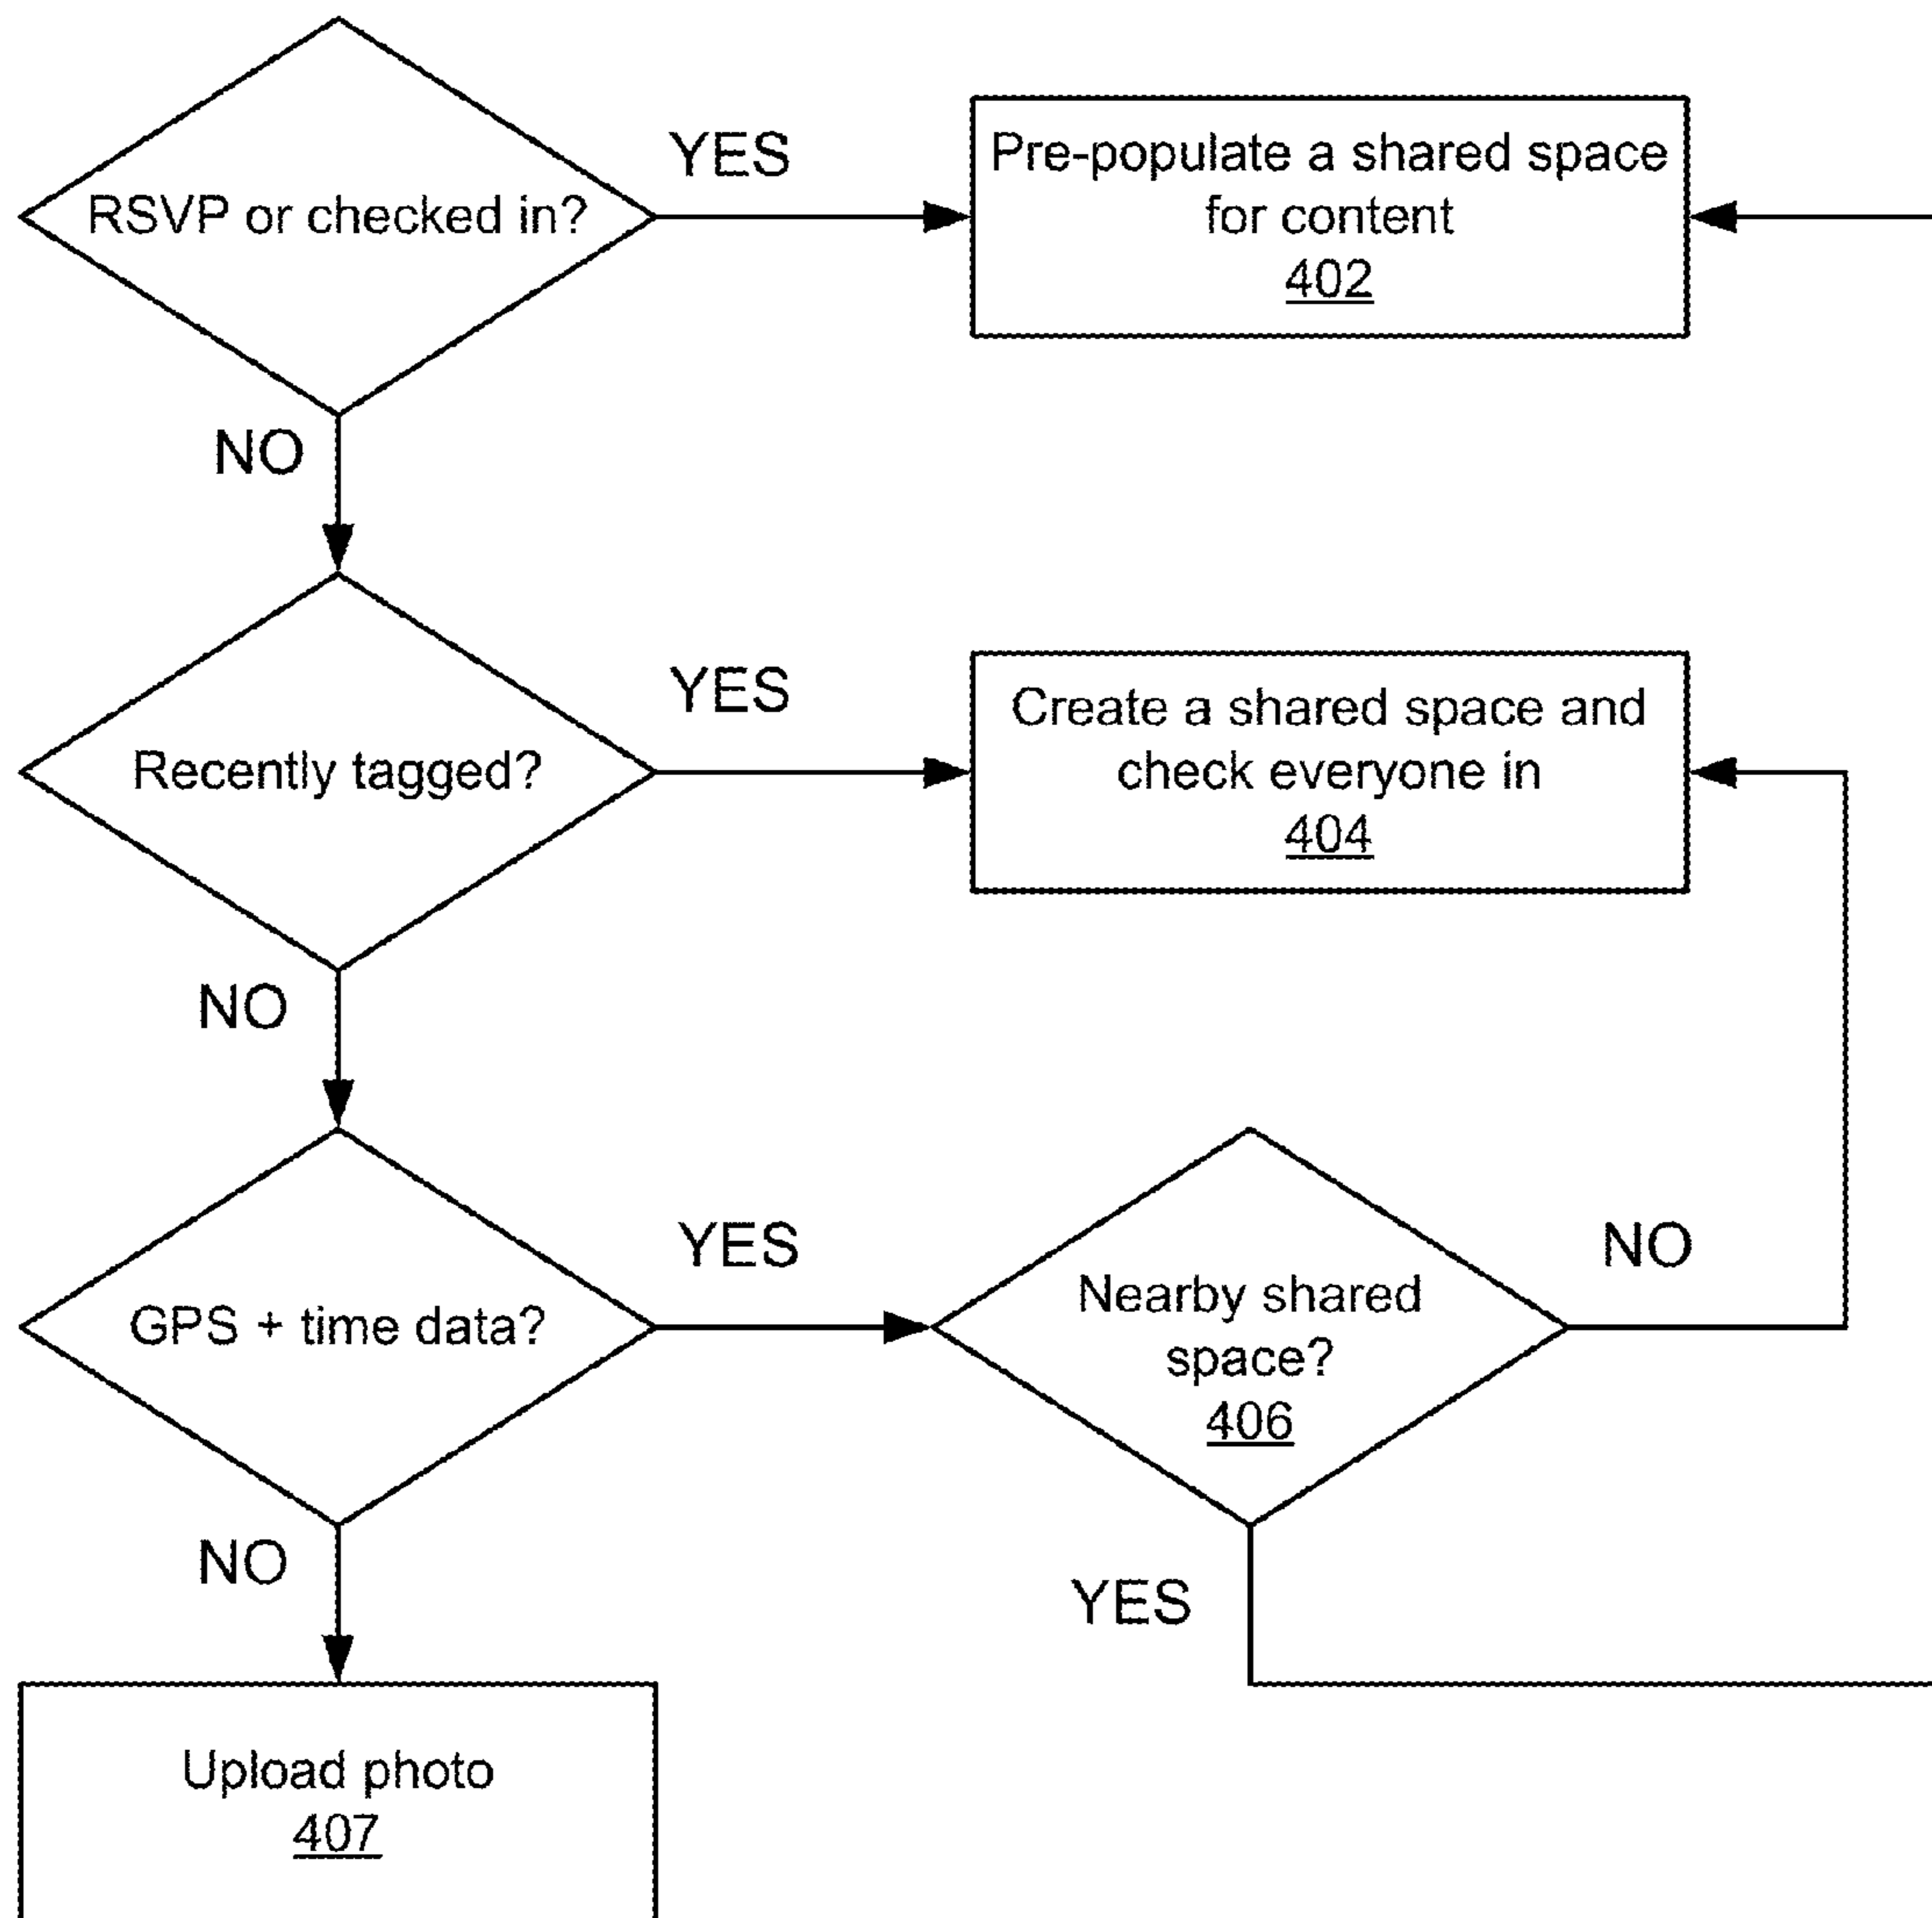 RSVP or checked in?
YES
Pre-populate a shared space
for content
402
NO
Recently tagged?
YES
Create a shared space and
check everyone in
404
NO
GPS + time data?
YES
Nearby shared
space?
406
NO
NO
YES
Upload photo
407